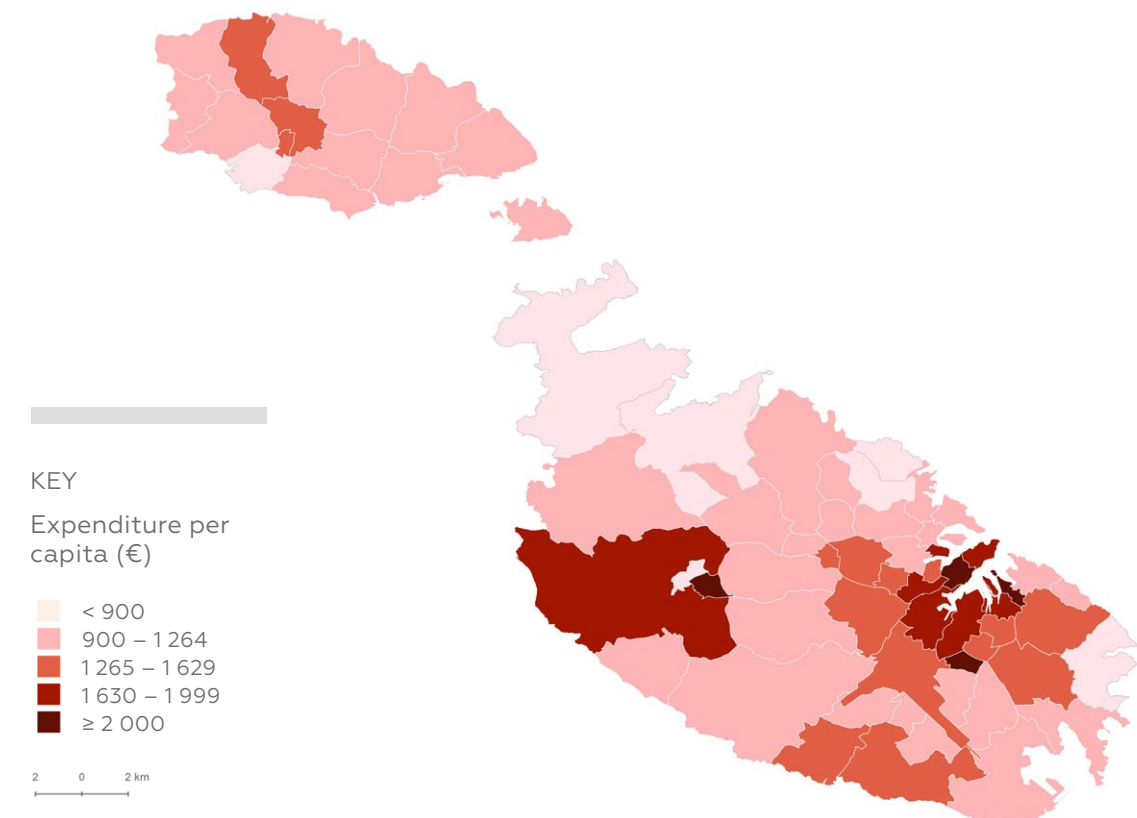 KEY
Expenditure per
capita (€)
< 900
900 – 1 264
1 265 – 1 629
1 630 – 1 999
≥ 2 000
2 0 2 km